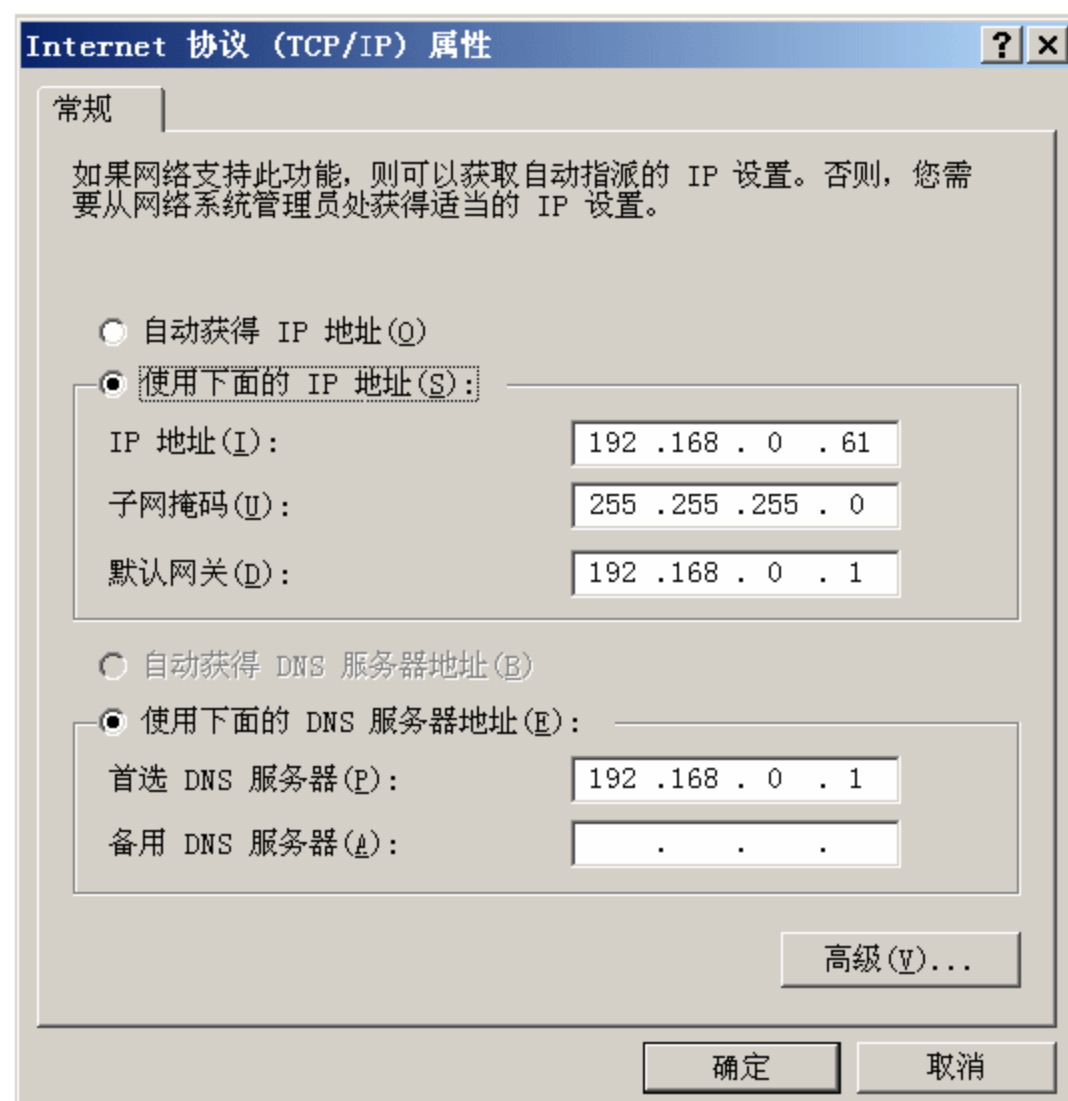 Internet 协议 (TCP/IP) 属性
常规
如果网络支持此功能，则可以获取自动指派的 IP 设置。否则，您需
要从网络系统管理员处获得适当的 IP 设置。
自动获得 IP 地址(O)
使用下面的 IP 地址(S):
IP 地址(I): 192 .168 . 0 . 61
子网掩码(U): 255 .255 .255 . 0
默认网关(D): 192 .168 . 0 . 1
自动获得 DNS 服务器地址(B)
使用下面的 DNS 服务器地址(E):
首选 DNS 服务器(P): 192 .168 . 0 . 1
备用 DNS 服务器(A): . . .
高级(V)...
确定 取消